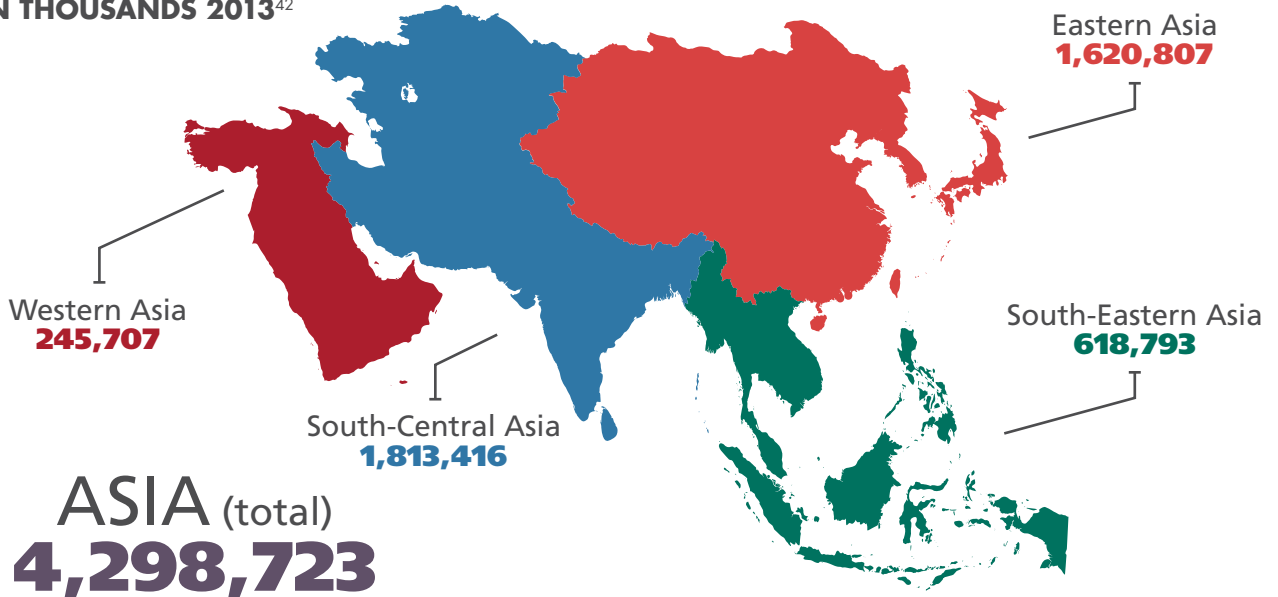 N THOUSANDS 2013⁴²
Eastern Asia
1,620,807
Western Asia
245,707
South-Eastern Asia
618,793
South-Central Asia
1,813,416
ASIA (total)
4,298,723